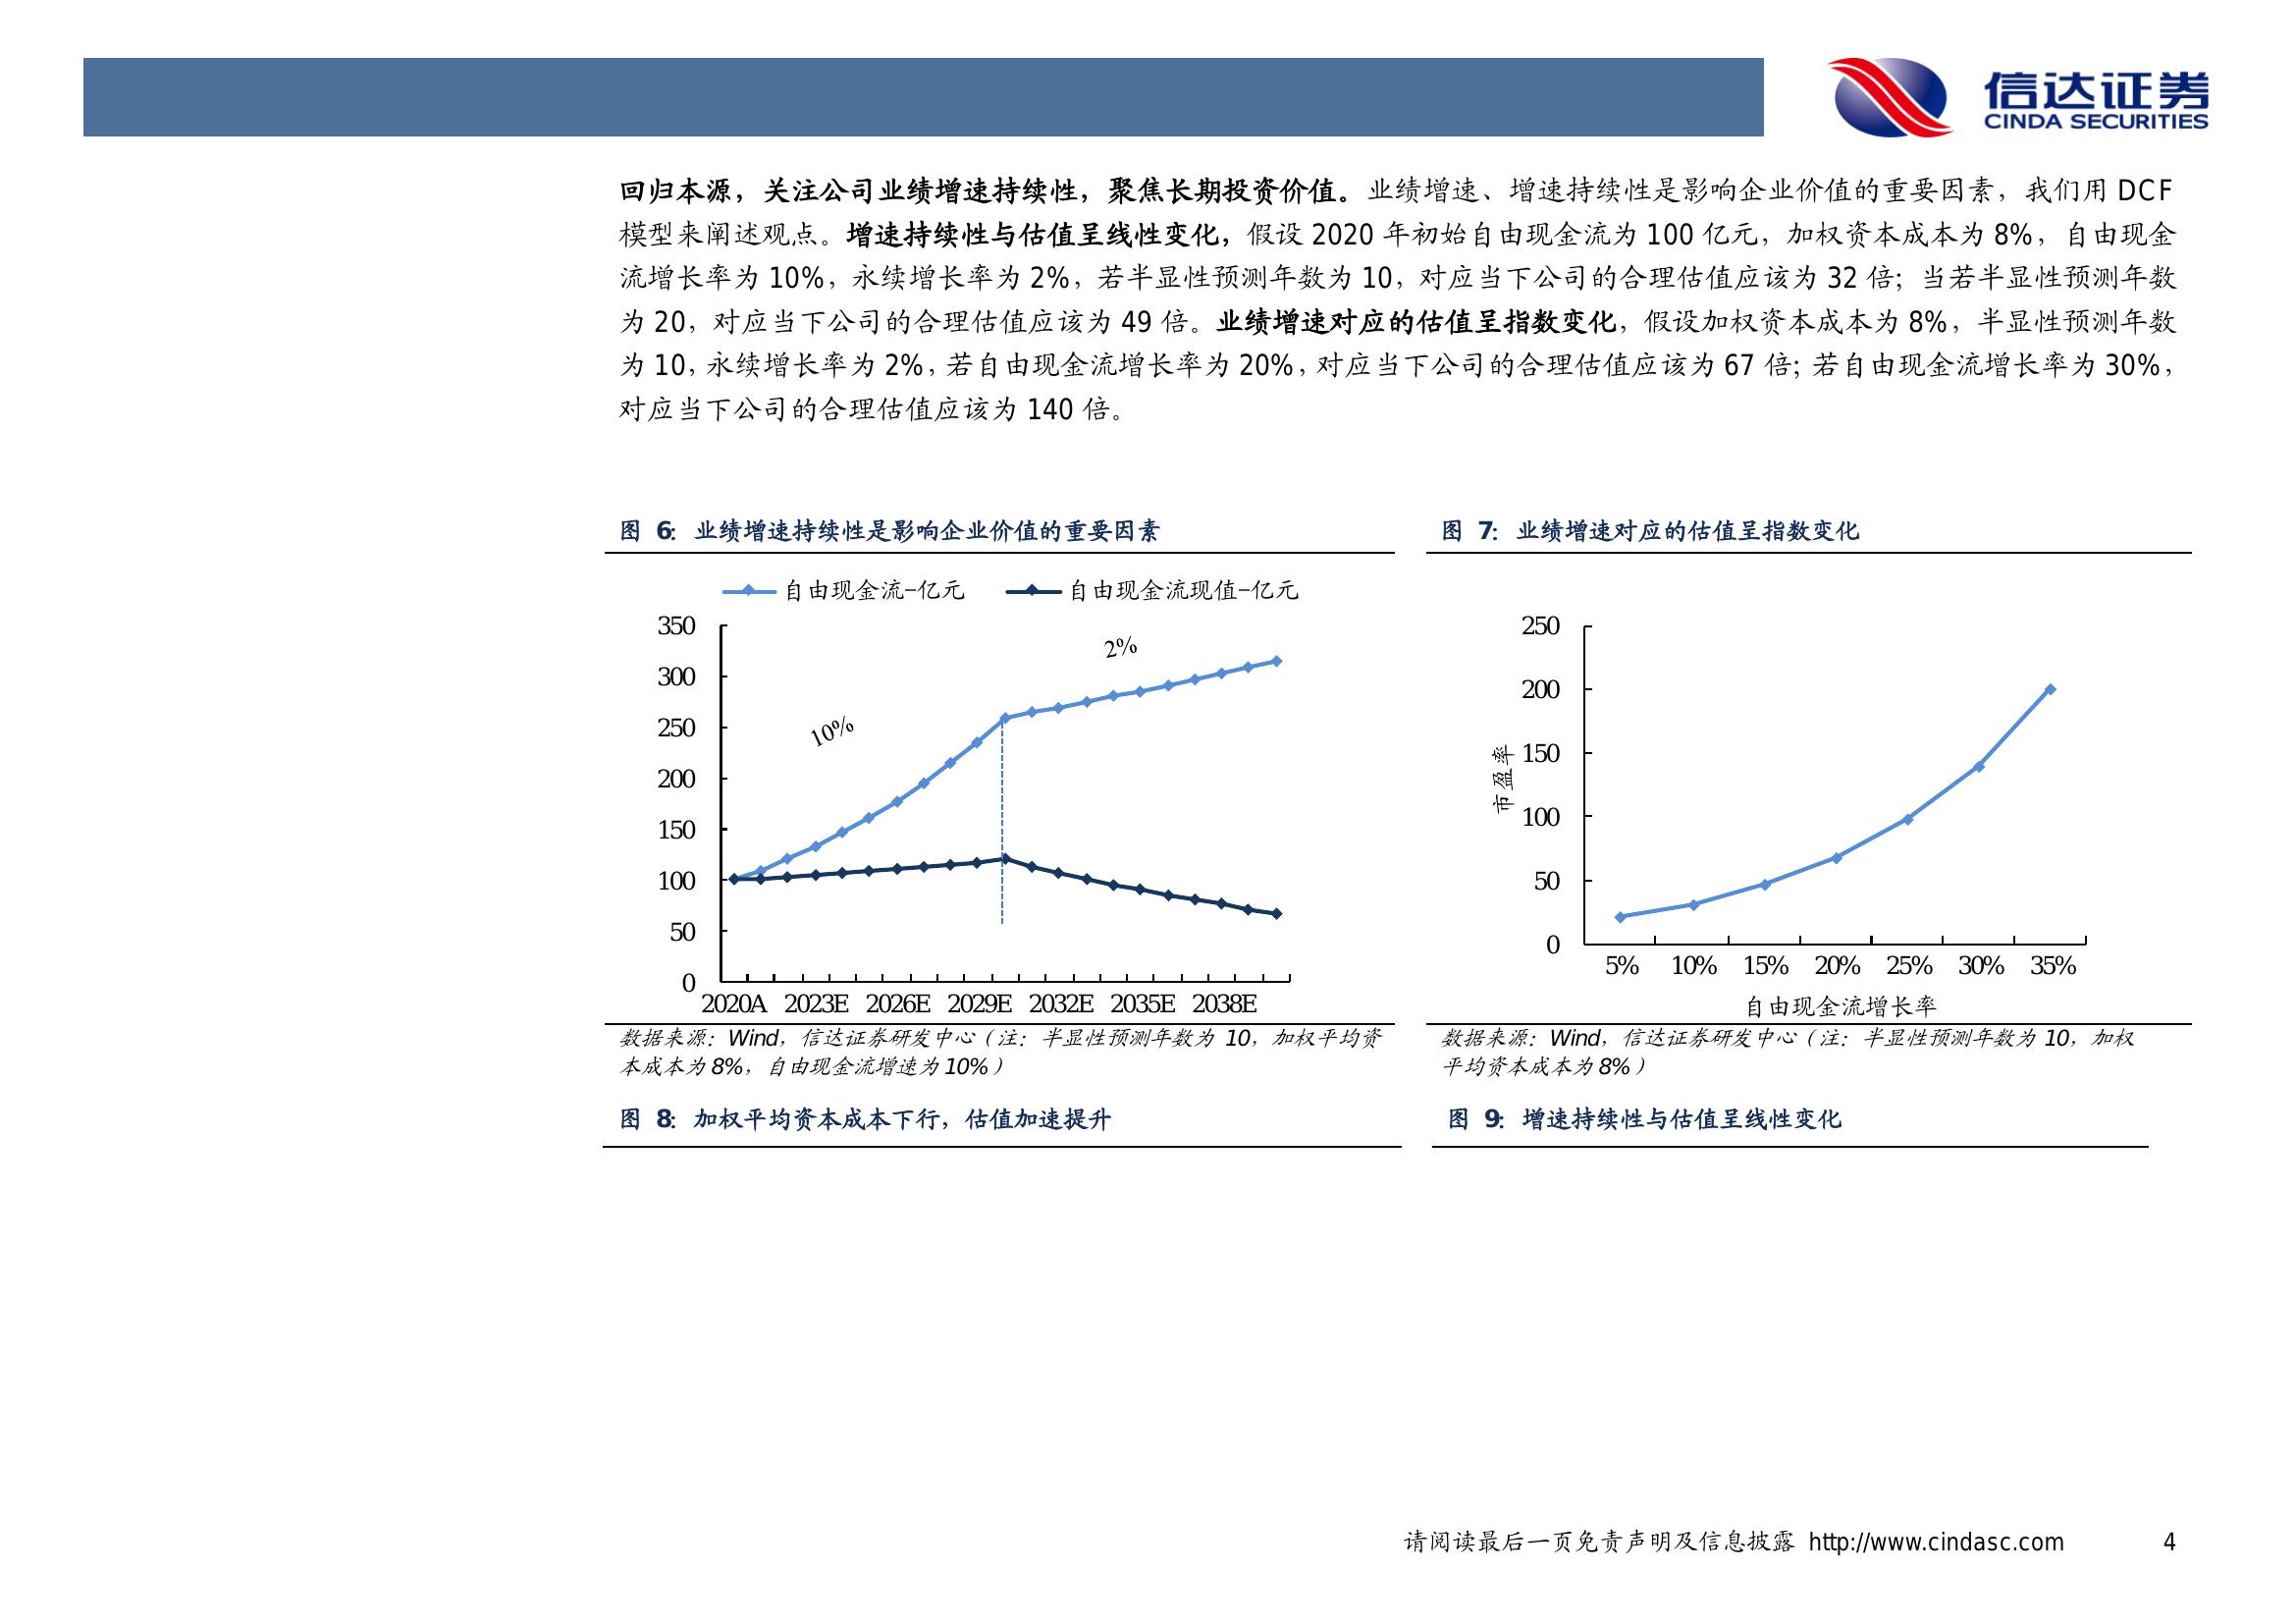 信达证券
CINDA SECURITIES
回归本源，关注公司业绩增速持续性，聚焦长期投资价值。业绩增速、增速持续性是影响企业价值的重要因素，我们用 DCF
模型来阐述观点。增速持续性与估值呈线性变化，假设 2020 年初始自由现金流为 100 亿元，加权资本成本为 8%，自由现金
流增长率为 10%，永续增长率为 2%，若半显性预测年数为 10，对应当下公司的合理估值应该为 32 倍；当若半显性预测年数
为 20，对应当下公司的合理估值应该为 49 倍。业绩增速对应的估值呈指数变化，假设加权资本成本为 8%，半显性预测年数
为 10，永续增长率为 2%，若自由现金流增长率为 20%，对应当下公司的合理估值应该为 67 倍；若自由现金流增长率为 30%，
对应当下公司的合理估值应该为 140 倍。
图 6：业绩增速持续性是影响企业价值的重要因素
自由现金流-亿元 自由现金流现值-亿元
350
300
250
200
150
100
50
0
10%
2%
2020A 2023E 2026E 2029E 2032E 2035E 2038E
数据来源：Wind，信达证券研发中心（注：半显性预测年数为 10，加权平均资
本成本为 8%，自由现金流增速为 10%）
图 7：业绩增速对应的估值呈指数变化
市盈率
250
200
150
100
50
0
5% 10% 15% 20% 25% 30% 35%
自由现金流增长率
数据来源：Wind，信达证券研发中心（注：半显性预测年数为 10，加权
平均资本成本为 8%）
图 8：加权平均资本成本下行，估值加速提升
图 9：增速持续性与估值呈线性变化
请阅读最后一页免责声明及信息披露 http://www.cindasc.com 4